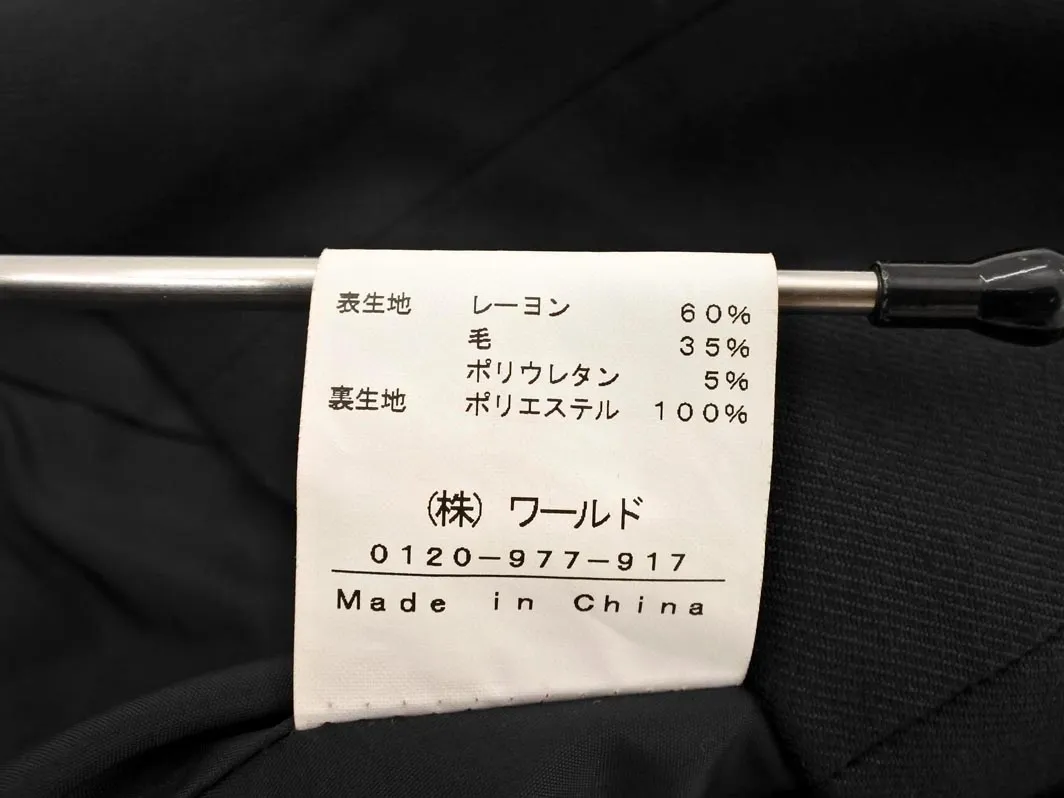 表生地 レーヨン 60%
毛 35%
ポリウレタン 5%
裏生地 ポリエステル 100%
(株) ワールド
0120-977-917
Made in China